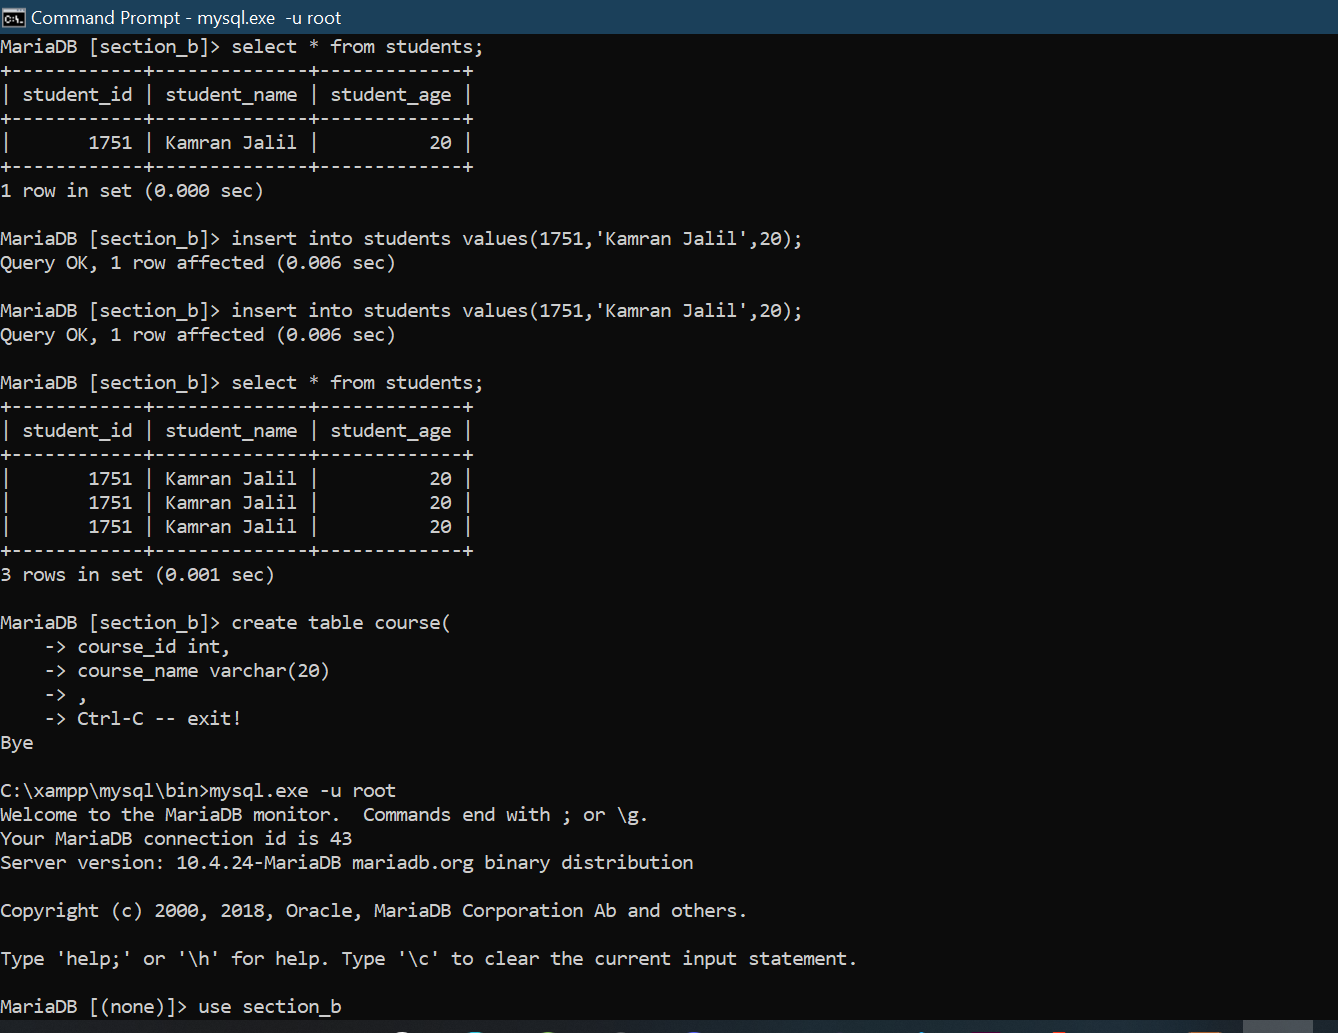 Command Prompt - mysql.exe  -u root
MariaDB [section_b]> select * from students;
+------------+--------------+-------------+
| student_id | student_name | student_age |
+------------+--------------+-------------+
|       1751 | Kamran Jalil |          20 |
+------------+--------------+-------------+
1 row in set (0.000 sec)

MariaDB [section_b]> insert into students values(1751,'Kamran Jalil',20);
Query OK, 1 row affected (0.006 sec)

MariaDB [section_b]> insert into students values(1751,'Kamran Jalil',20);
Query OK, 1 row affected (0.006 sec)

MariaDB [section_b]> select * from students;
+------------+--------------+-------------+
| student_id | student_name | student_age |
+------------+--------------+-------------+
|       1751 | Kamran Jalil |          20 |
|       1751 | Kamran Jalil |          20 |
|       1751 | Kamran Jalil |          20 |
+------------+--------------+-------------+
3 rows in set (0.001 sec)

MariaDB [section_b]> create table course(
    -> course_id int,
    -> course_name varchar(20)
    -> ,
    -> Ctrl-C -- exit!
Bye

C:\xampp\mysql\bin>mysql.exe -u root
Welcome to the MariaDB monitor.  Commands end with ; or \g.
Your MariaDB connection id is 43
Server version: 10.4.24-MariaDB mariadb.org binary distribution

Copyright (c) 2000, 2018, Oracle, MariaDB Corporation Ab and others.

Type 'help;' or '\h' for help. Type '\c' to clear the current input statement.

MariaDB [(none)]> use section_b